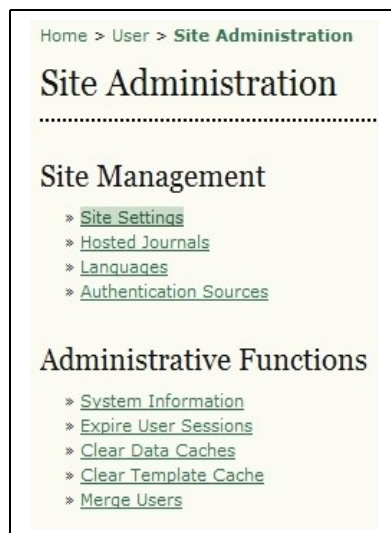 Home > User > Site Administration
Site Administration
Site Management
» Site Settings
» Hosted Journals
» Languages
» Authentication Sources
Administrative Functions
» System Information
» Expire User Sessions
» Clear Data Caches
» Clear Template Cache
» Merge Users